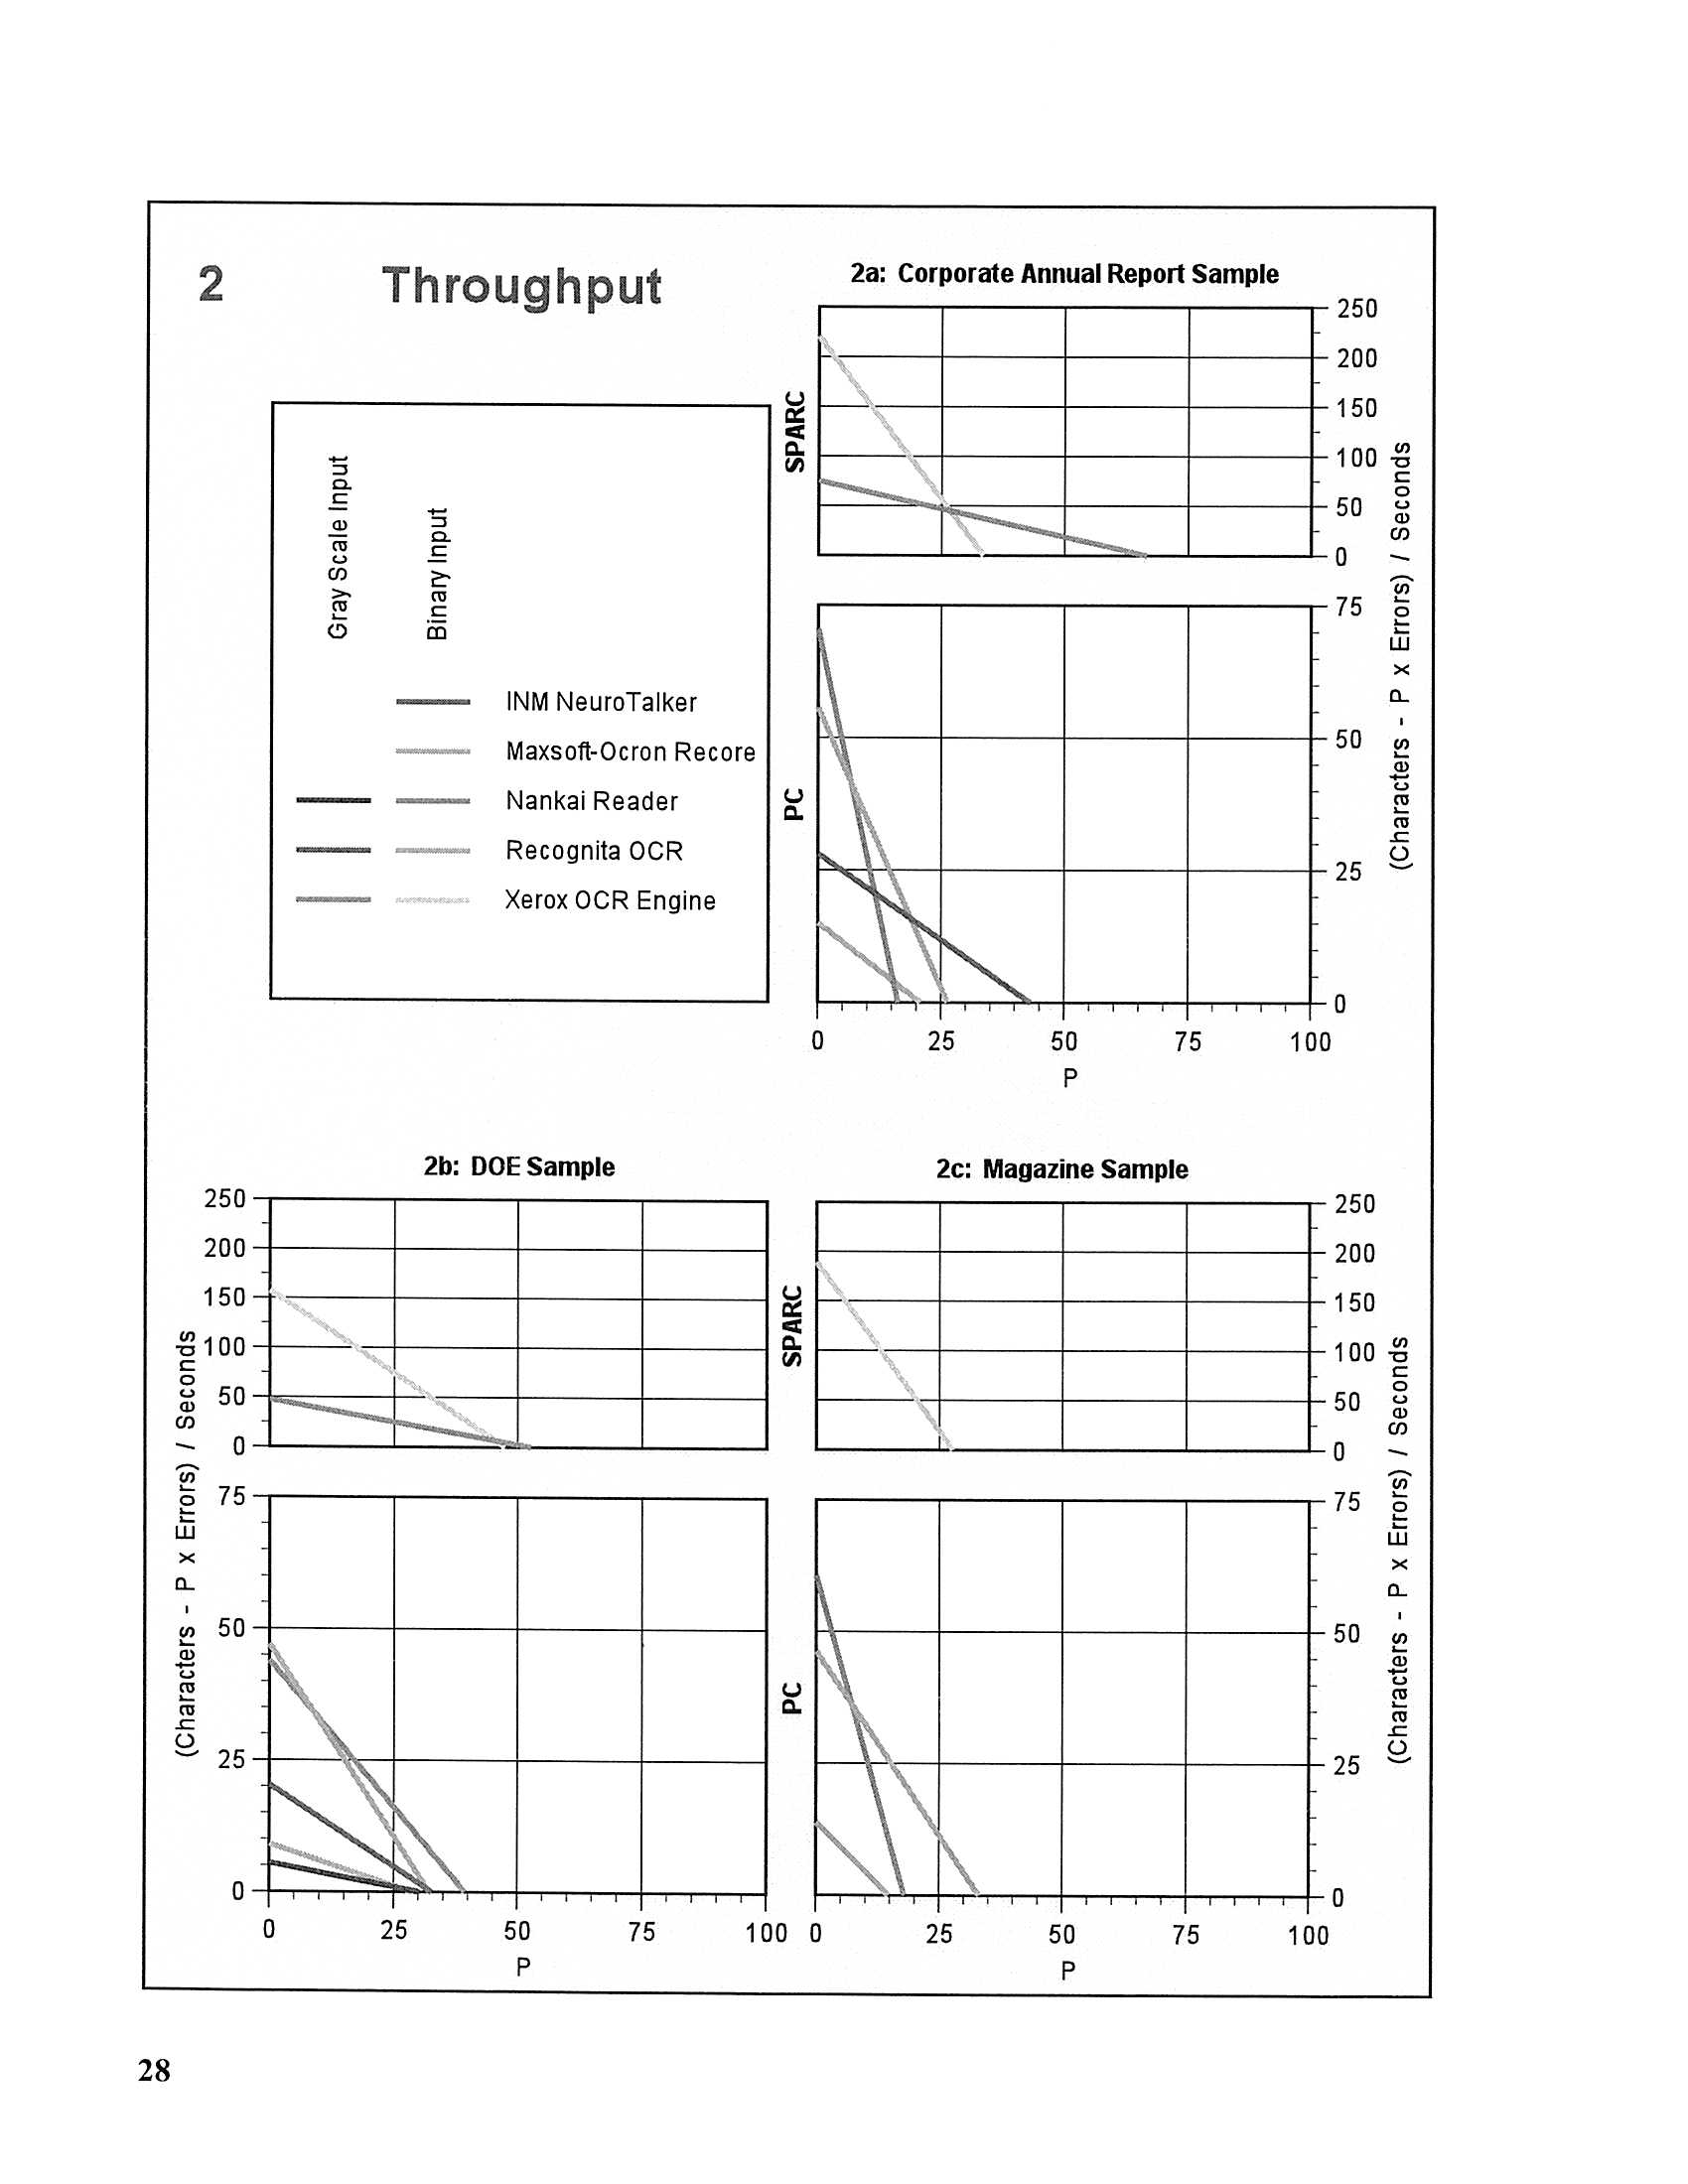 2 Throughput
Gray Scale Input
Binary Input
INM NeuroTalker
Maxsoft-Ocron Recore
Nankai Reader
Recognita OCR
Xerox OCR Engine
2a: Corporate Annual Report Sample
SPARC
250
200
150
100
50
0
PC
75
50
25
0
(Characters - P x Errors) / Seconds
0 25 50 75 100
P
2b: DOE Sample
250
200
150
100
50
0
75
50
25
0
(Characters - P x Errors) / Seconds
0 25 50 75 100
P
2c: Magazine Sample
SPARC
250
200
150
100
50
0
PC
75
50
25
0
(Characters - P x Errors) / Seconds
0 25 50 75 100
P
28